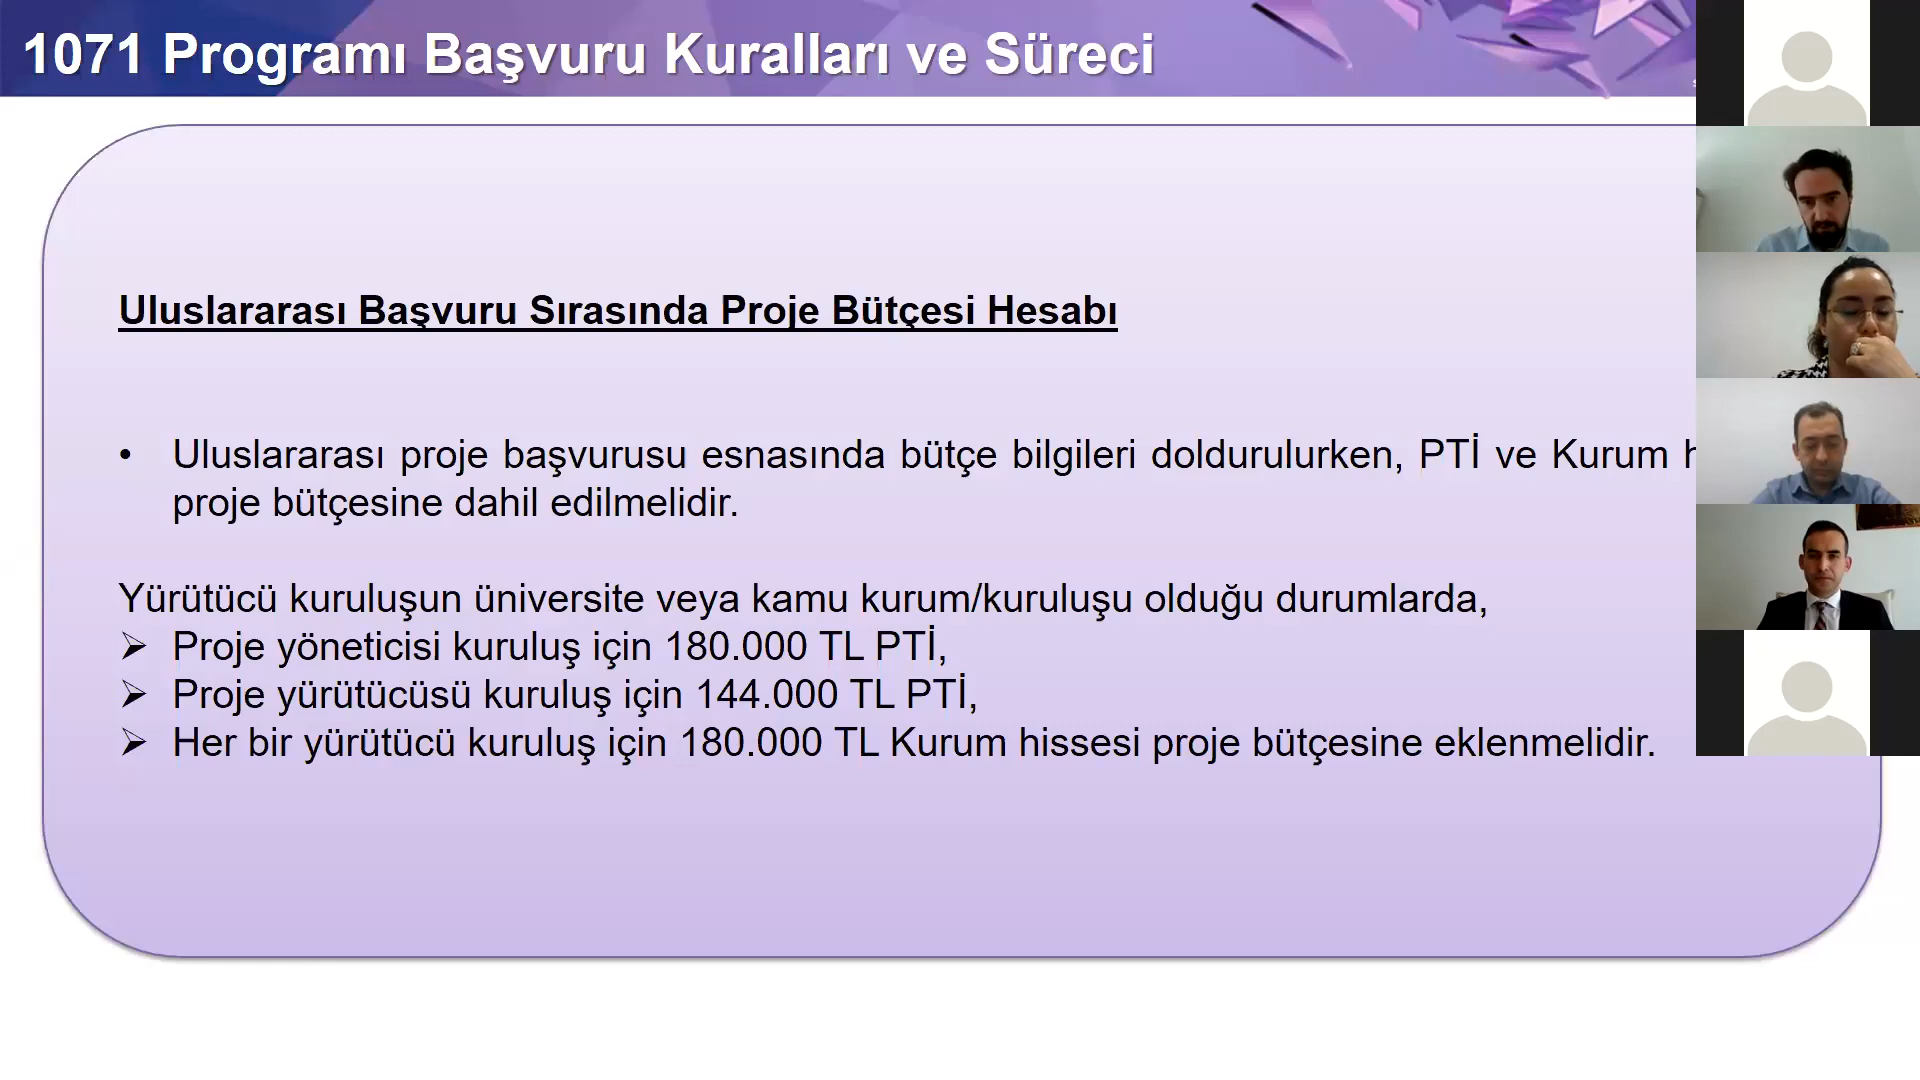 1071 Programı Başvuru Kuralları ve Süreci
Uluslararası Başvuru Sırasında Proje Bütçesi Hesabı
• Uluslararası proje başvurusu esnasında bütçe bilgileri doldurulurken, PTİ ve Kurum
proje bütçesine dahil edilmelidir.
Yürütücü kuruluşun üniversite veya kamu kurum/kuruluşu olduğu durumlarda,
➢ Proje yöneticisi kuruluş için 180.000 TL PTİ,
➢ Proje yürütücüsü kuruluş için 144.000 TL PTİ,
➢ Her bir yürütücü kuruluş için 180.000 TL Kurum hissesi proje bütçesine eklenmelidir.